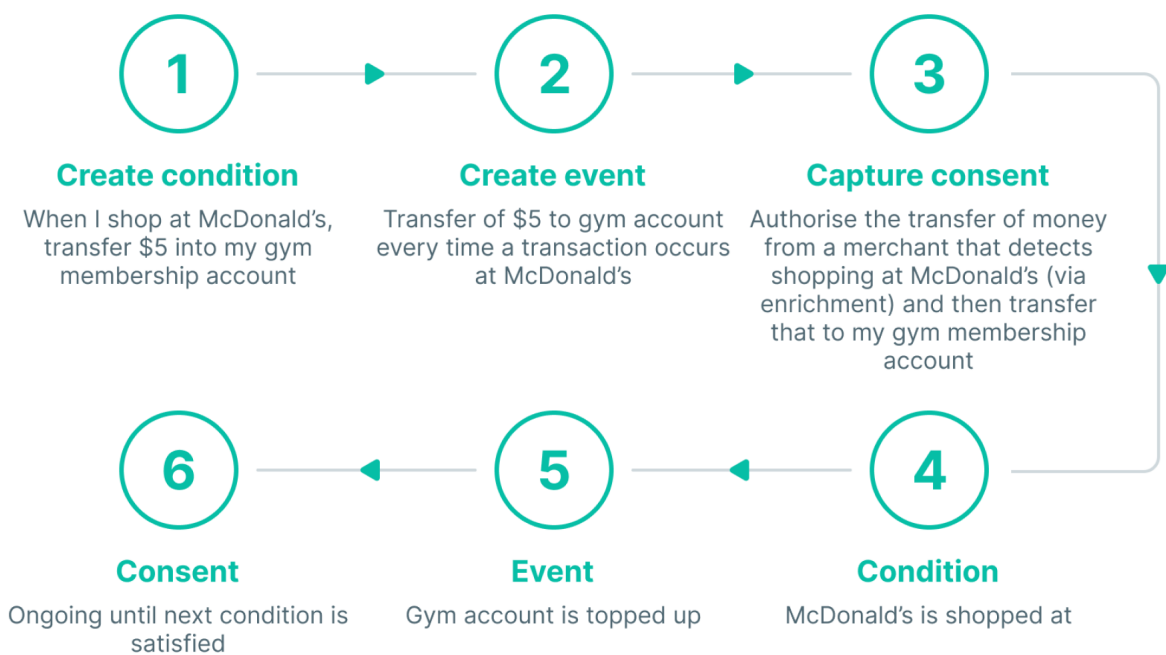 1
2
3
Create condition
When I shop at McDonald’s,
transfer $5 into my gym
membership account
Create event
Transfer of $5 to gym account
every time a transaction occurs
at McDonald’s
Capture consent
Authorise the transfer of money
from a merchant that detects
shopping at McDonald’s (via
enrichment) and then transfer
that to my gym membership
account
4
Condition
McDonald’s is shopped at
5
Event
Gym account is topped up
6
Consent
Ongoing until next condition is
satisfied